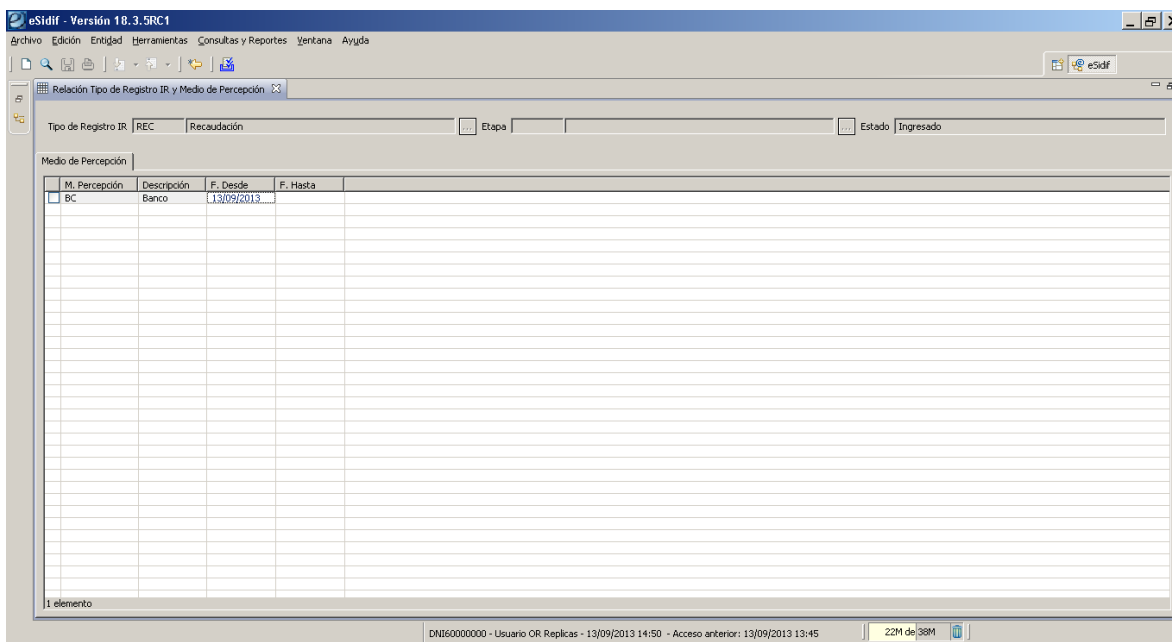 eSidif - Versión 18.3.5RC1
Archivo Edición Entidad Herramientas Consultas y Reportes Ventana Ayuda
eSidif
Relación Tipo de Registro IR y Medio de Percepción
Tipo de Registro IR REC Recaudación ... Etapa ... Estado Ingresado
Medio de Percepción
M. Percepción Descripción F. Desde F. Hasta
BC Banco 13/09/2013
1 elemento
DNI60000000 - Usuario OR Replicas - 13/09/2013 14:50 - Acceso anterior: 13/09/2013 13:45 22M de 38M